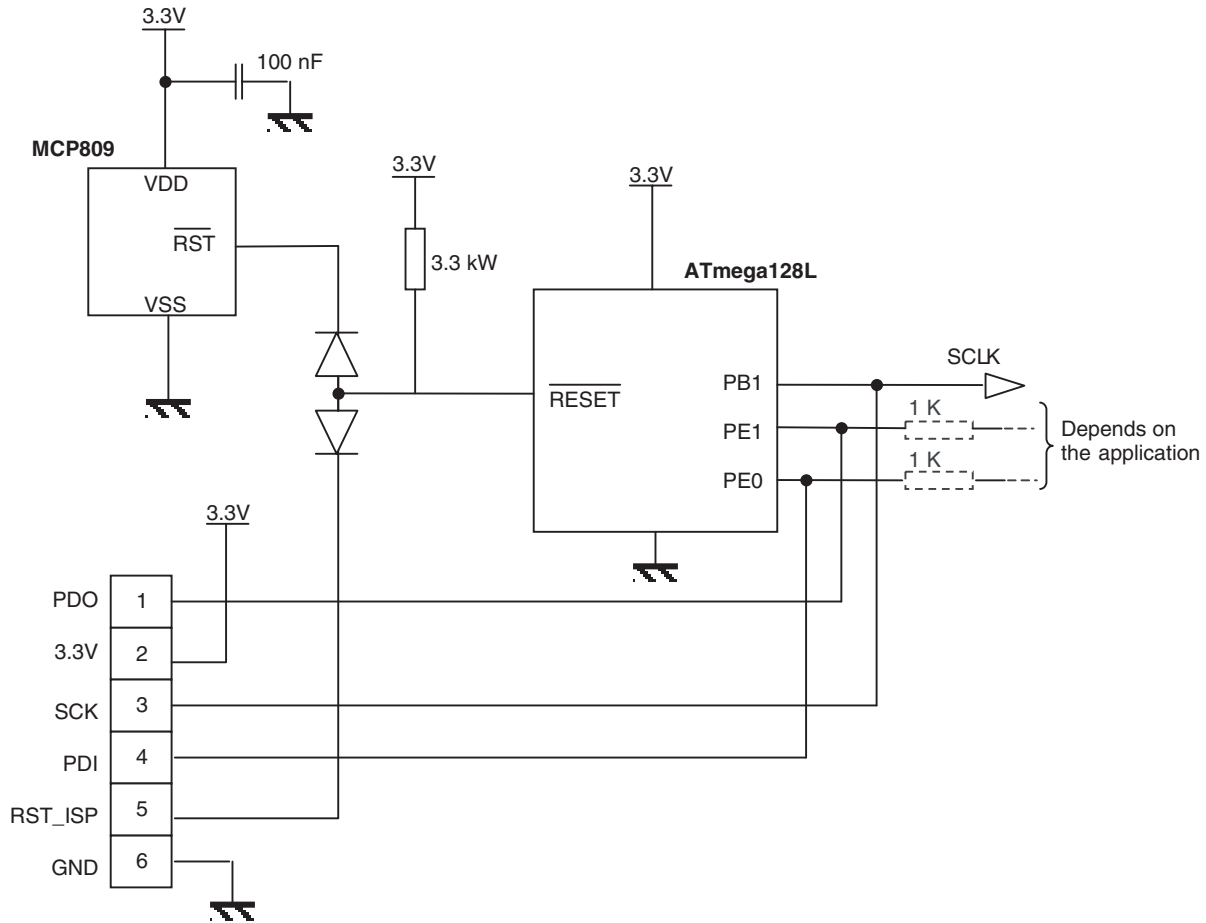 3.3V
100 nF
MCP809
VDD
RST
VSS
3.3V
3.3 kW
3.3V
ATmega128L
RESET
PB1
PE1
PE0
SCLK
1 K
1 K
Depends on
the application
3.3V
PDO 1
3.3V 2
SCK 3
PDI 4
RST_ISP 5
GND 6